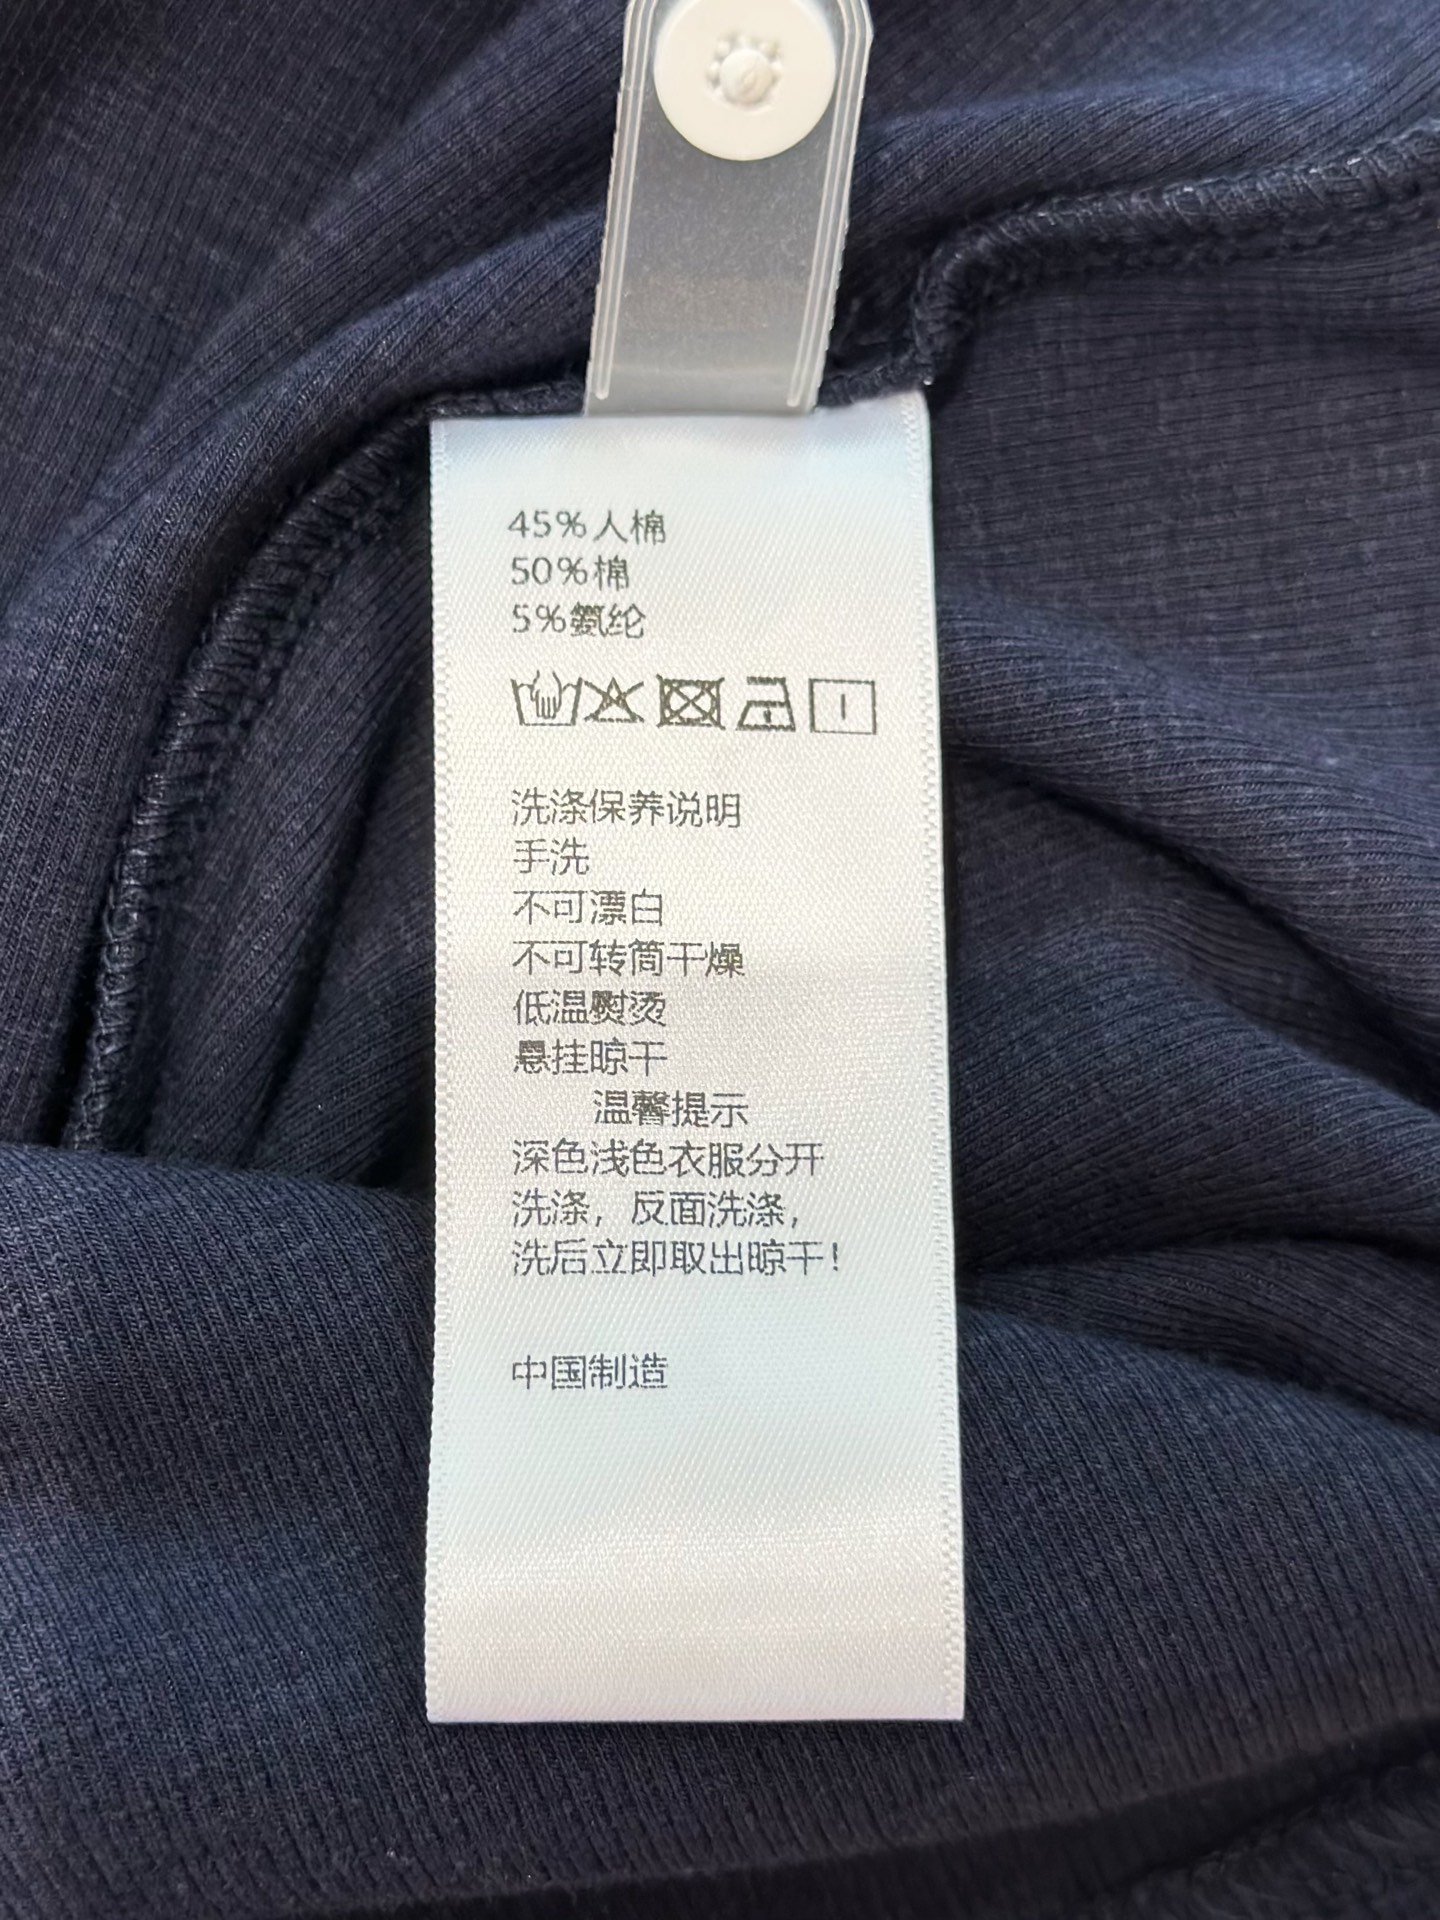 45%人棉
50%棉
5%氨纶
洗涤保养说明
手洗
不可漂白
不可转筒干燥
低温熨烫
悬挂晾干
温馨提示
深色浅色衣服分开
洗涤，反面洗涤，
洗后立即取出晾干！
中国制造